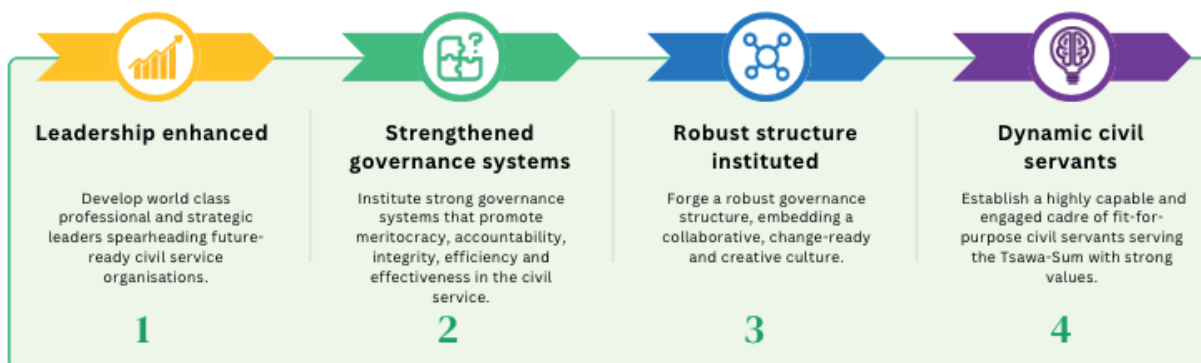 Leadership enhanced
Develop world class
professional and strategic
leaders spearheading future-
ready civil service
organisations.
1
Strengthened
governance systems
Institute strong governance
systems that promote
meritocracy, accountability,
integrity, efficiency and
effectiveness in the civil
service.
2
Robust structure
instituted
Forge a robust governance
structure, embedding a
collaborative, change-ready
and creative culture.
3
Dynamic civil
servants
Establish a highly capable and
engaged cadre of fit-for-
purpose civil servants serving
the Tsawa-Sum with strong
values.
4